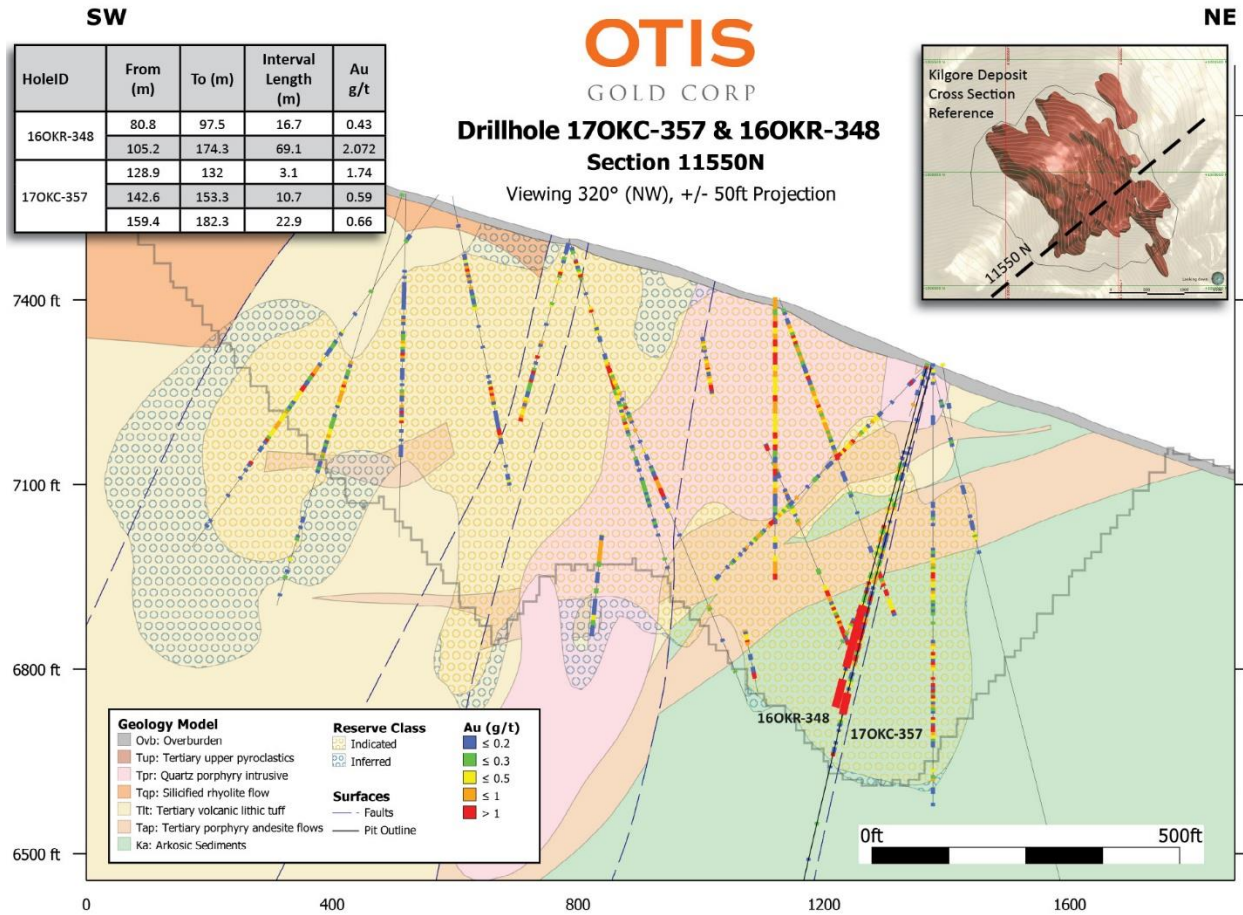 SW
NE
OTIS
GOLD CORP
Drillhole 17OKC-357 & 16OKR-348
Section 11550N
Viewing 320° (NW), +/- 50ft Projection
HoleID From (m) To (m) Interval Length (m) Au g/t
16OKR-348 80.8 97.5 16.7 0.43
105.2 174.3 69.1 2.072
17OKC-357 128.9 132 3.1 1.74
142.6 153.3 10.7 0.59
159.4 182.3 22.9 0.66
Kilgore Deposit
Cross Section
Reference
11550 N
7400 ft
7100 ft
6800 ft
6500 ft
16OKR-348
17OKC-357
Geology Model
Ovb: Overburden
Tup: Tertiary upper pyroclastics
Tpr: Quartz porphyry intrusive
Tqp: Silicified rhyolite flow
Tlt: Tertiary volcanic lithic tuff
Tap: Tertiary porphyry andesite flows
Ka: Arkosic Sediments
Reserve Class
Indicated
Inferred
Surfaces
Faults
Pit Outline
Au (g/t)
≤ 0.2
≤ 0.3
≤ 0.5
≤ 1
> 1
0ft 500ft
0 400 800 1200 1600